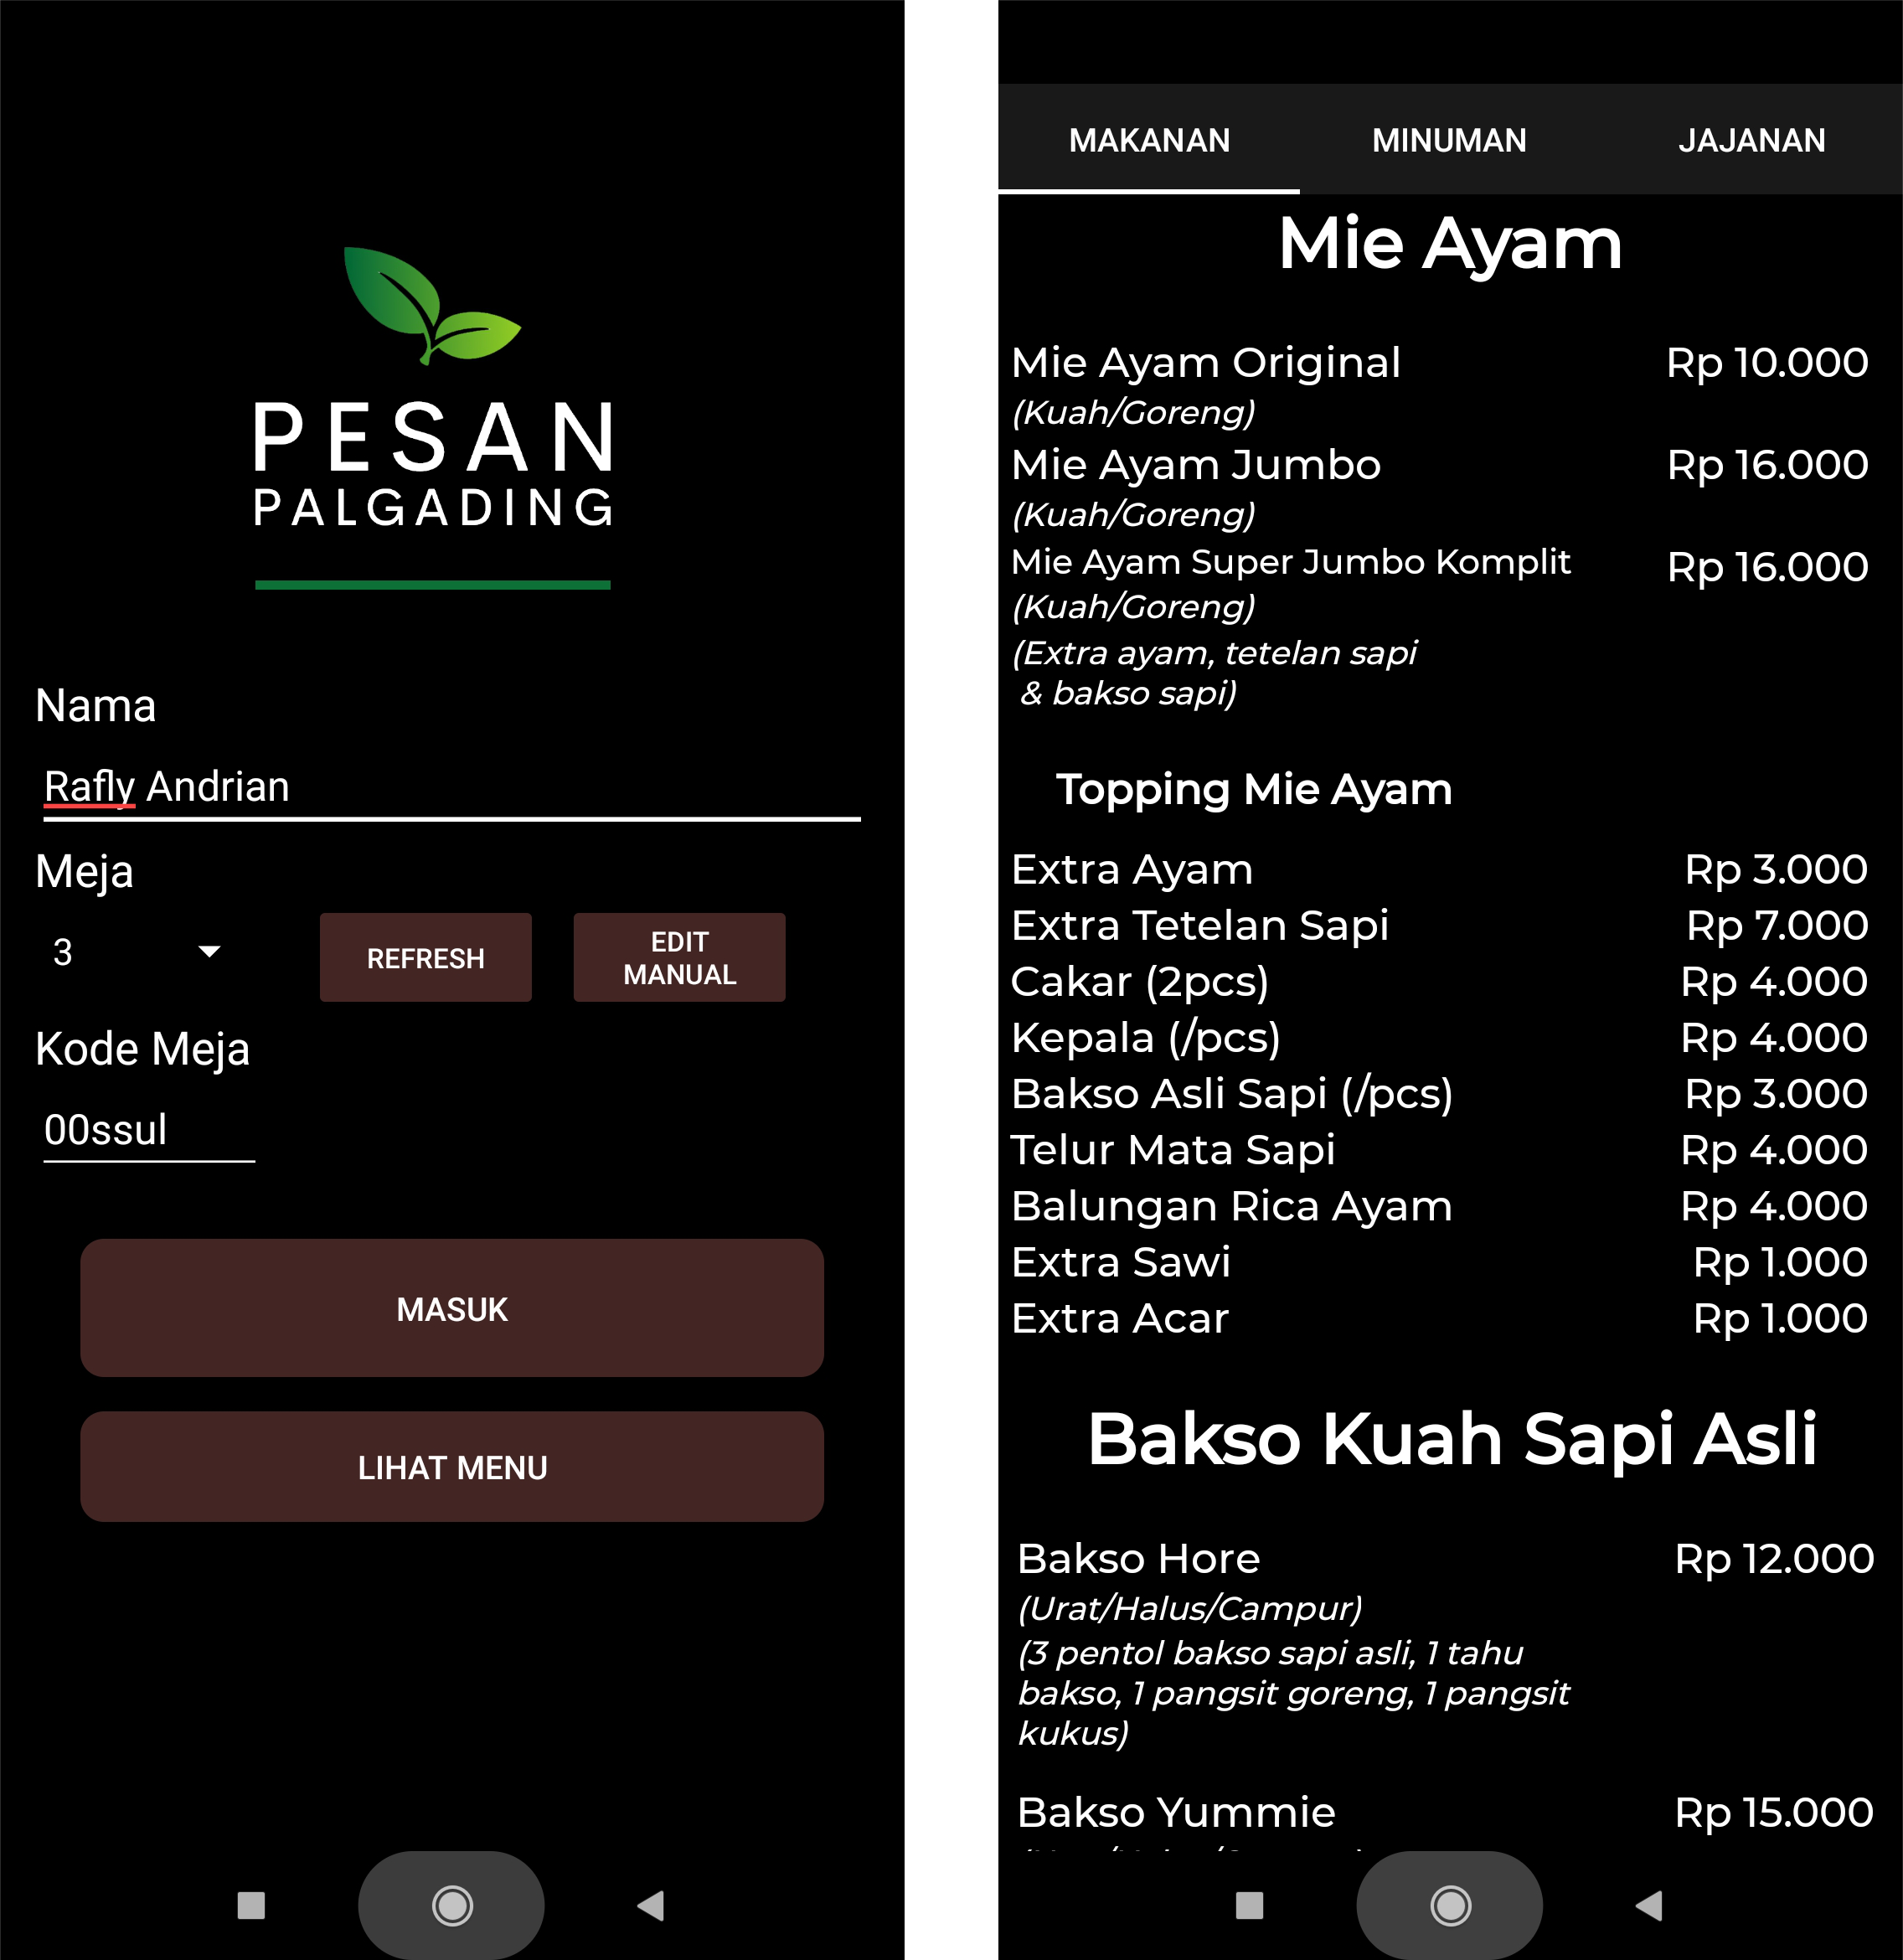 PESAN
PALGADING
Nama
Rafly Andrian
Meja
3
REFRESH
EDIT
MANUAL
Kode Meja
00ssul
MASUK
LIHAT MENU
MAKANAN MINUMAN JAJANAN
Mie Ayam
Mie Ayam Original Rp 10.000
(Kuah/Goreng)
Mie Ayam Jumbo Rp 16.000
(Kuah/Goreng)
Mie Ayam Super Jumbo Komplit Rp 16.000
(Kuah/Goreng)
(Extra ayam, tetelan sapi
& bakso sapi)
Topping Mie Ayam
Extra Ayam Rp 3.000
Extra Tetelan Sapi Rp 7.000
Cakar (2pcs) Rp 4.000
Kepala (/pcs) Rp 4.000
Bakso Asli Sapi (/pcs) Rp 3.000
Telur Mata Sapi Rp 4.000
Balungan Rica Ayam Rp 4.000
Extra Sawi Rp 1.000
Extra Acar Rp 1.000
Bakso Kuah Sapi Asli
Bakso Hore Rp 12.000
(Urat/Halus/Campur)
(3 pentol bakso sapi asli, 1 tahu
bakso, 1 pangsit goreng, 1 pangsit
kukus)
Bakso Yummie Rp 15.000